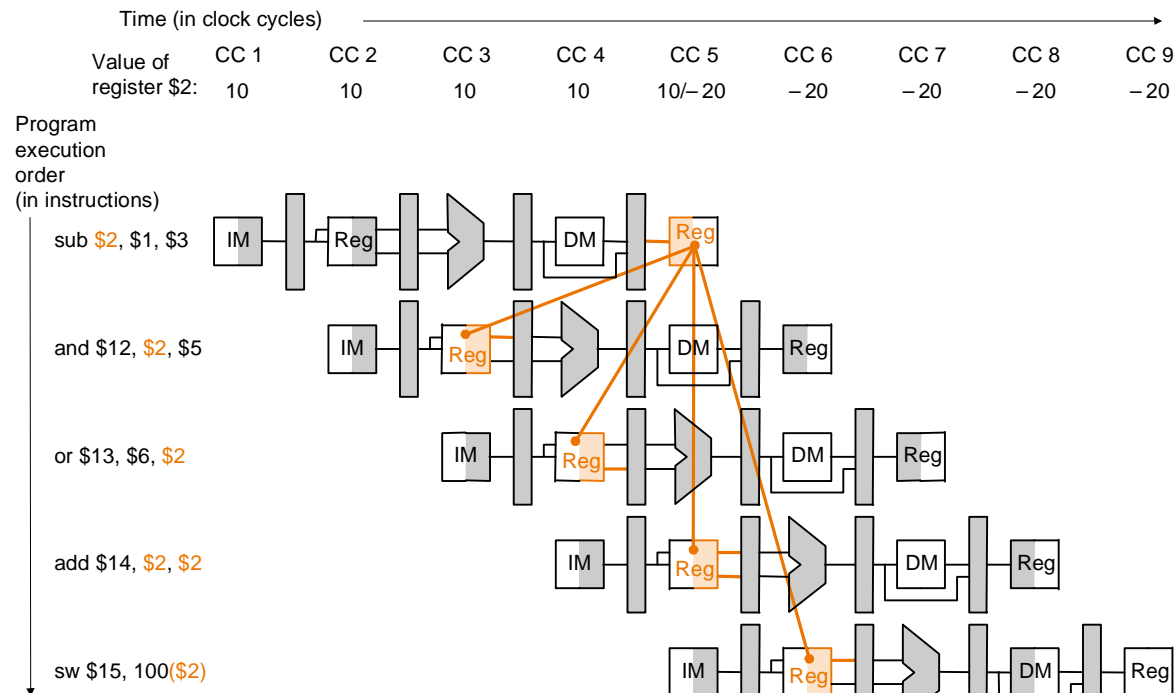 Time (in clock cycles)
CC 1 CC 2 CC 3 CC 4 CC 5 CC 6 CC 7 CC 8 CC 9
Value of
register $2:
10 10 10 10 10/–20 –20 –20 –20 –20
Program
execution
order
(in instructions)
sub $2, $1, $3
IM Reg DM Reg
and $12, $2, $5
IM Reg DM Reg
or $13, $6, $2
IM Reg DM Reg
add $14, $2, $2
IM Reg DM Reg
sw $15, 100($2)
IM Reg DM Reg